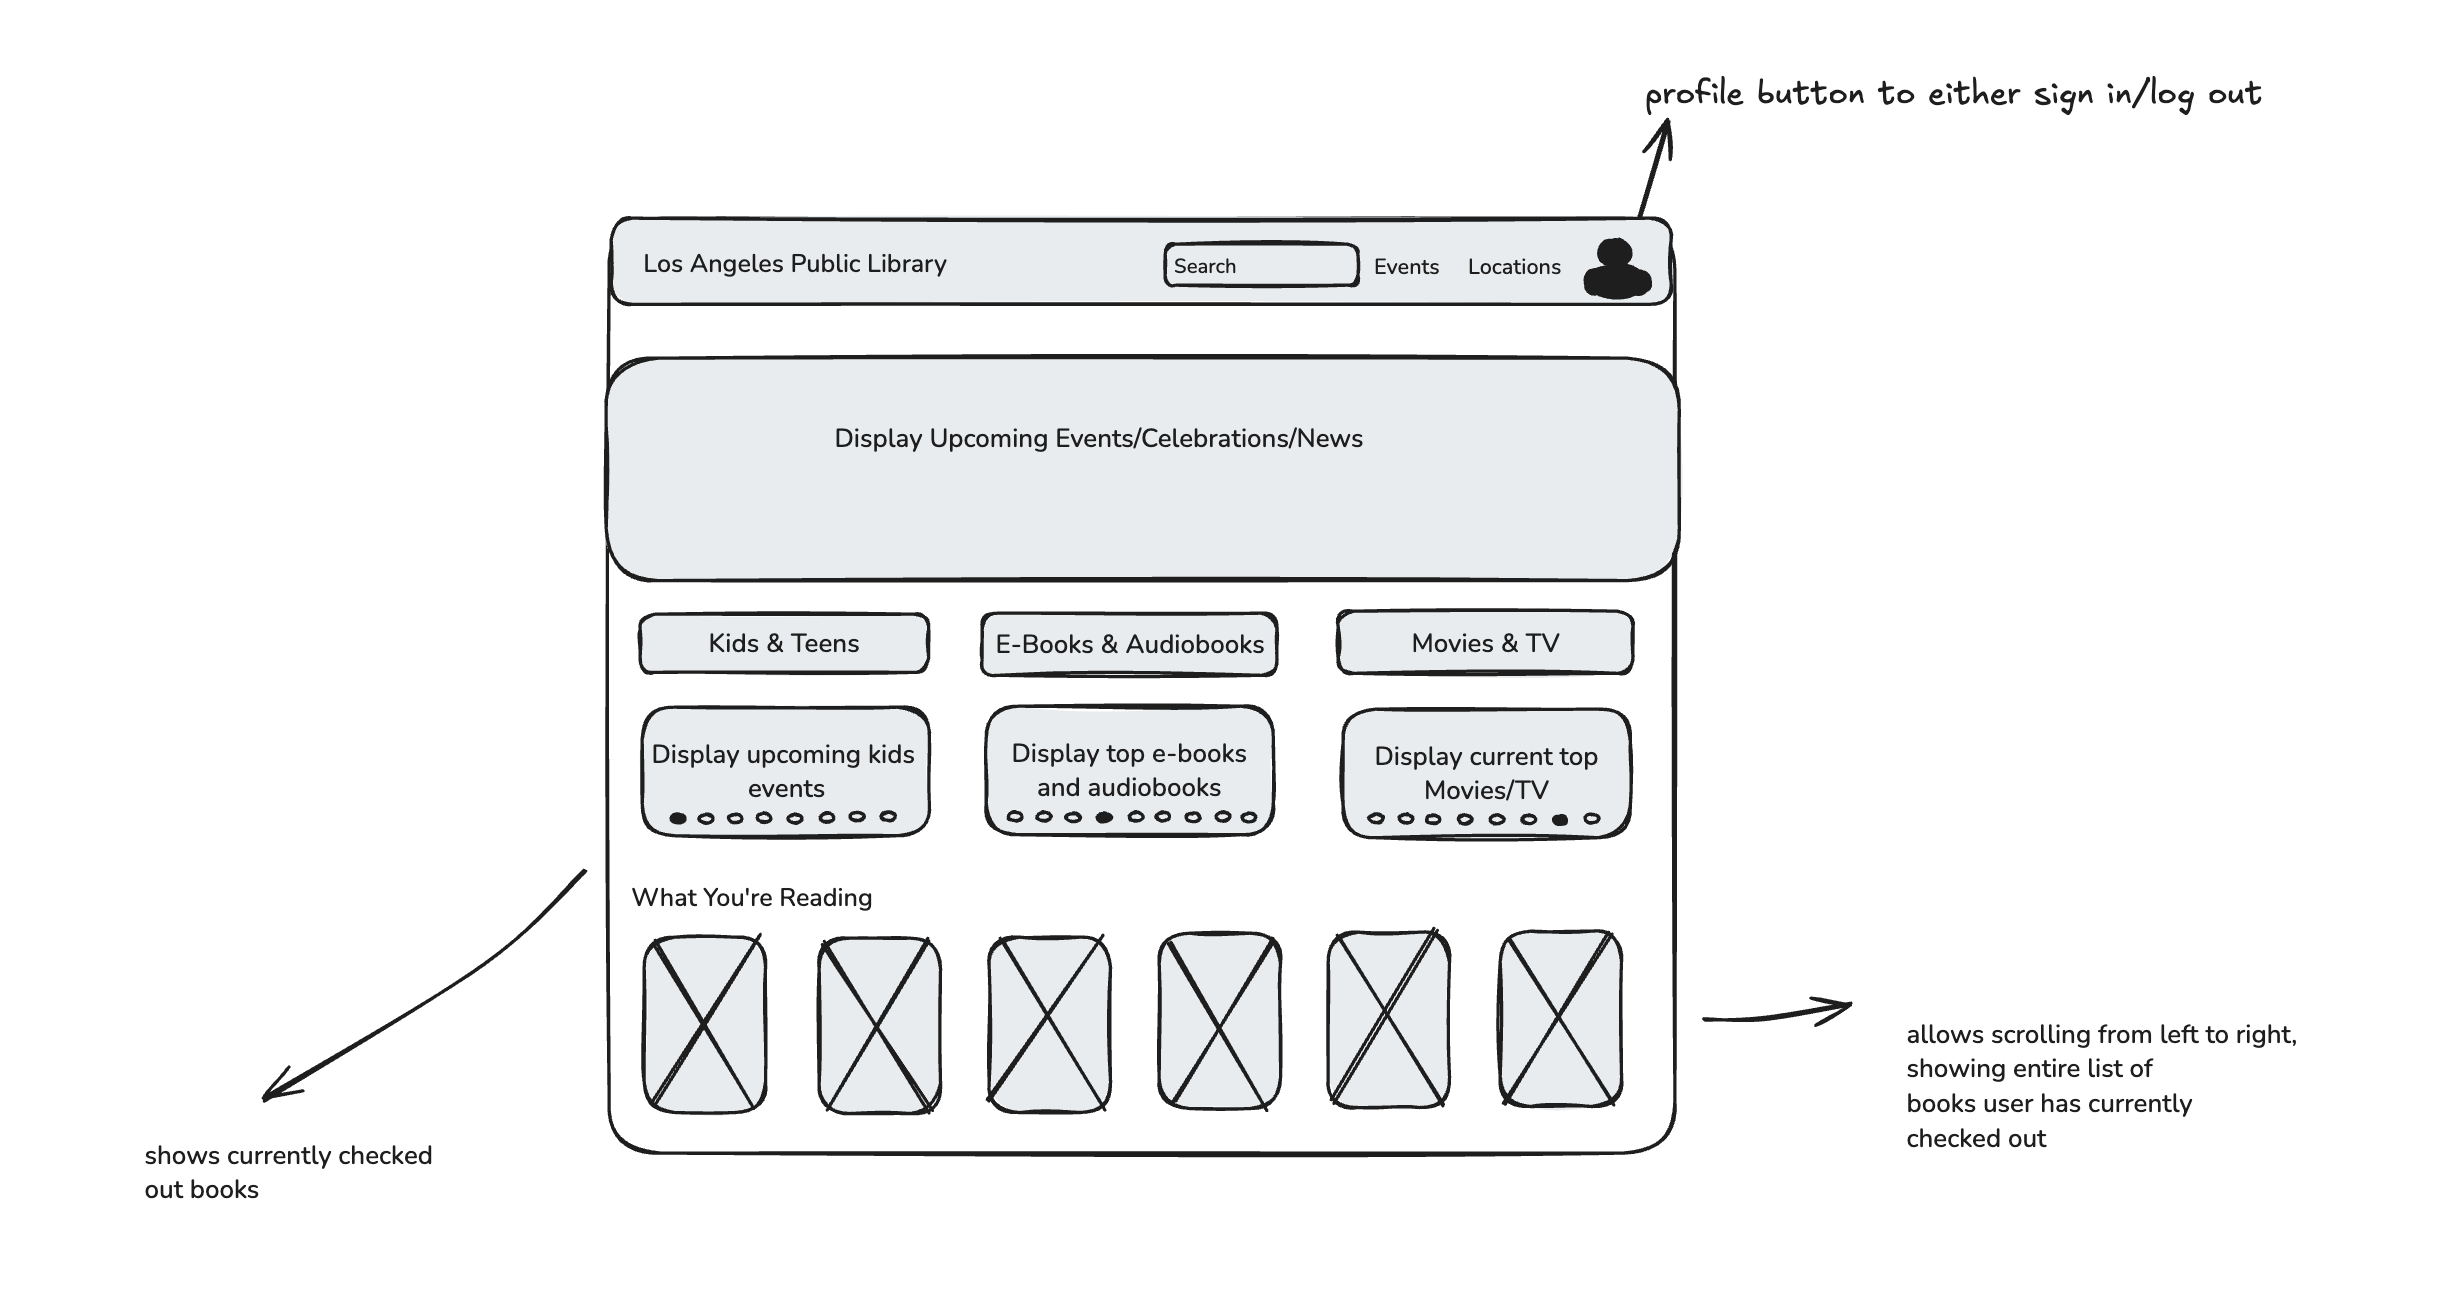 profile button to either sign in/log out
Los Angeles Public Library
Search
Events
Locations
Display Upcoming Events/Celebrations/News
Kids & Teens
E-Books & Audiobooks
Movies & TV
Display upcoming kids
events
Display top e-books
and audiobooks
Display current top
Movies/TV
What You're Reading
shows currently checked
out books
allows scrolling from left to right,
showing entire list of
books user has currently
checked out